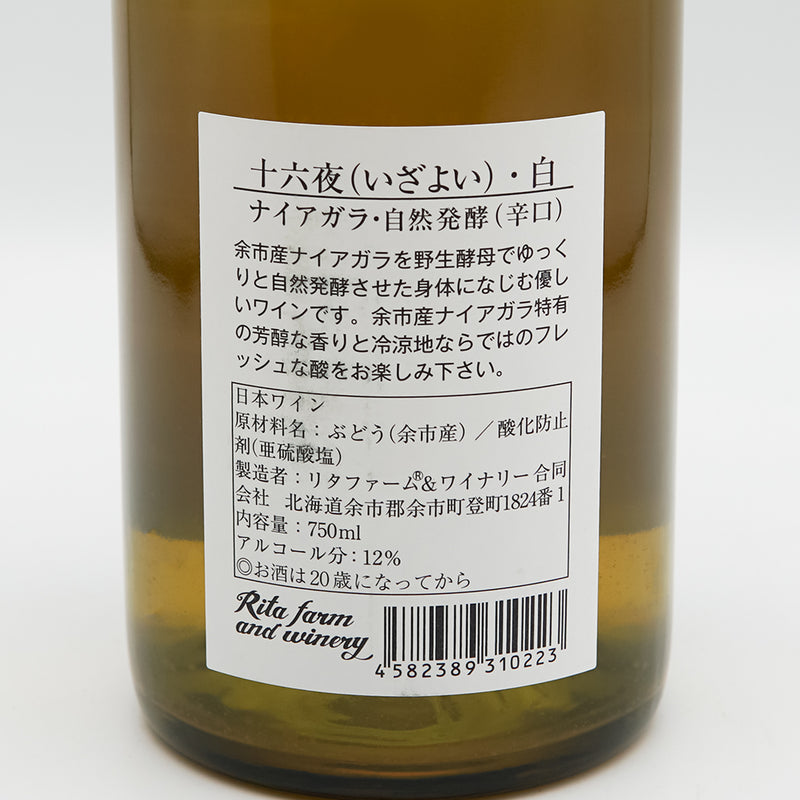 十六夜(いざよい)・白
ナイアガラ・自然発酵(辛口)
余市産ナイアガラを野生酵母でゆっく
りと自然発酵させた身体になじむ優し
いワインです。余市産ナイアガラ特有
の芳醇な香りと冷涼地ならではのフレ
ッシュな酸をお楽しみ下さい。
日本ワイン
原材料名：ぶどう(余市産)／酸化防止
剤(亜硫酸塩)
製造者：リタファーム®&ワイナリー合同
会社 北海道余市郡余市町登町1824番1
内容量：750ml
アルコール分：12%
◎お酒は20歳になってから
Rita farm
and winery
4582389310223